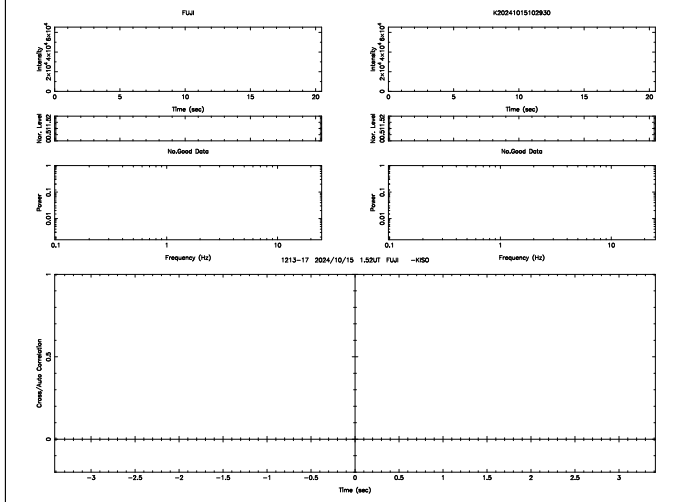 FUJI
K20241015102930
Intensity
0 2×10⁴ 4×10⁴ 6×10⁴
0 5 10 15 20
Time (sec)
Intensity
0 2×10⁴ 4×10⁴ 6×10⁴
0 5 10 15 20
Time (sec)
Nor. Level
00.511.52
Nor. Level
00.511.52
No.Good Data
No.Good Data
Power
0.01 0.1 1
0.1 1 10
Frequency (Hz)
Power
0.01 0.1 1
0.1 1 10
Frequency (Hz)
1213-17 2024/10/15 1.52UT FUJI -KISO
Cross/Auto Correlation
0 0.5 1
-3 -2.5 -2 -1.5 -1 -0.5 0 0.5 1 1.5 2 2.5 3
Time (sec)